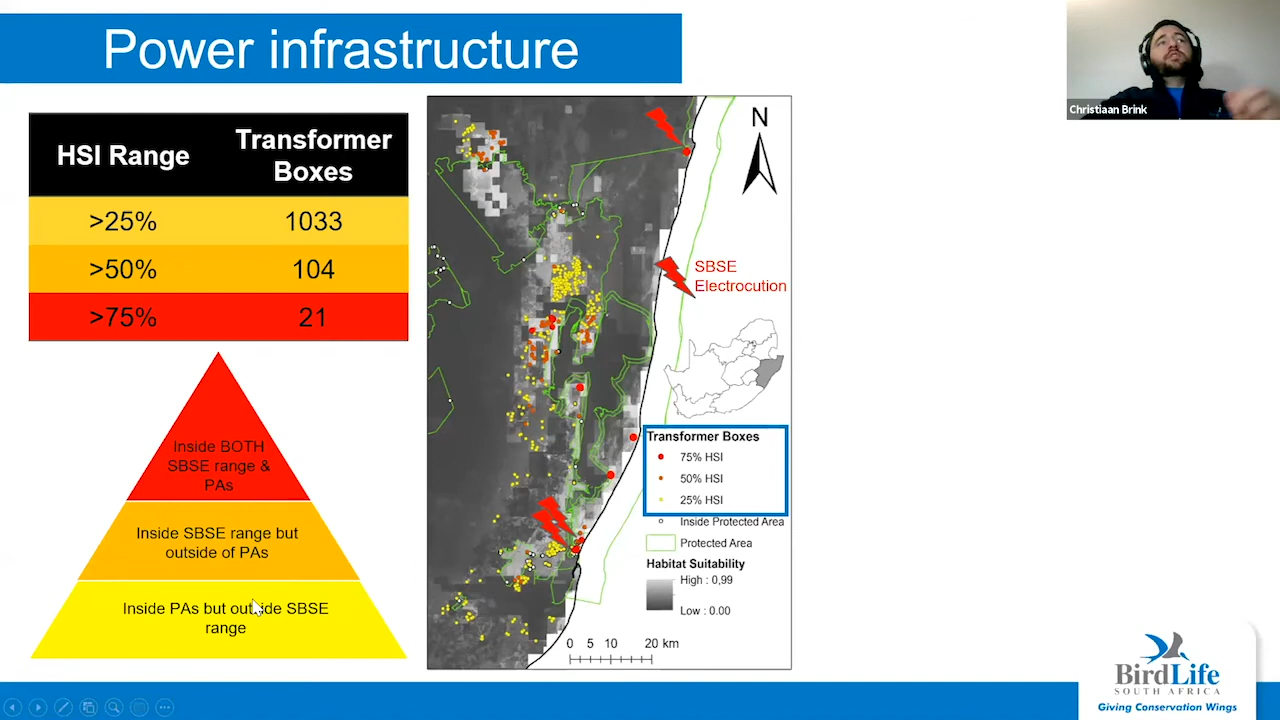 Power infrastructure
Christiaan Brink
HSI Range
Transformer
Boxes
>25% 1033
>50% 104
>75% 21
Inside BOTH
SBSE range &
PAs
Inside SBSE range but
outside of PAs
Inside PAs but outside SBSE
range
N
SBSE
Electrocution
Transformer Boxes
75% HSI
50% HSI
25% HSI
Inside Protected Area
Protected Area
Habitat Suitability
High : 0,99
Low : 0.00
0 5 10 20 km
BirdLife
SOUTH AFRICA
Giving Conservation Wings